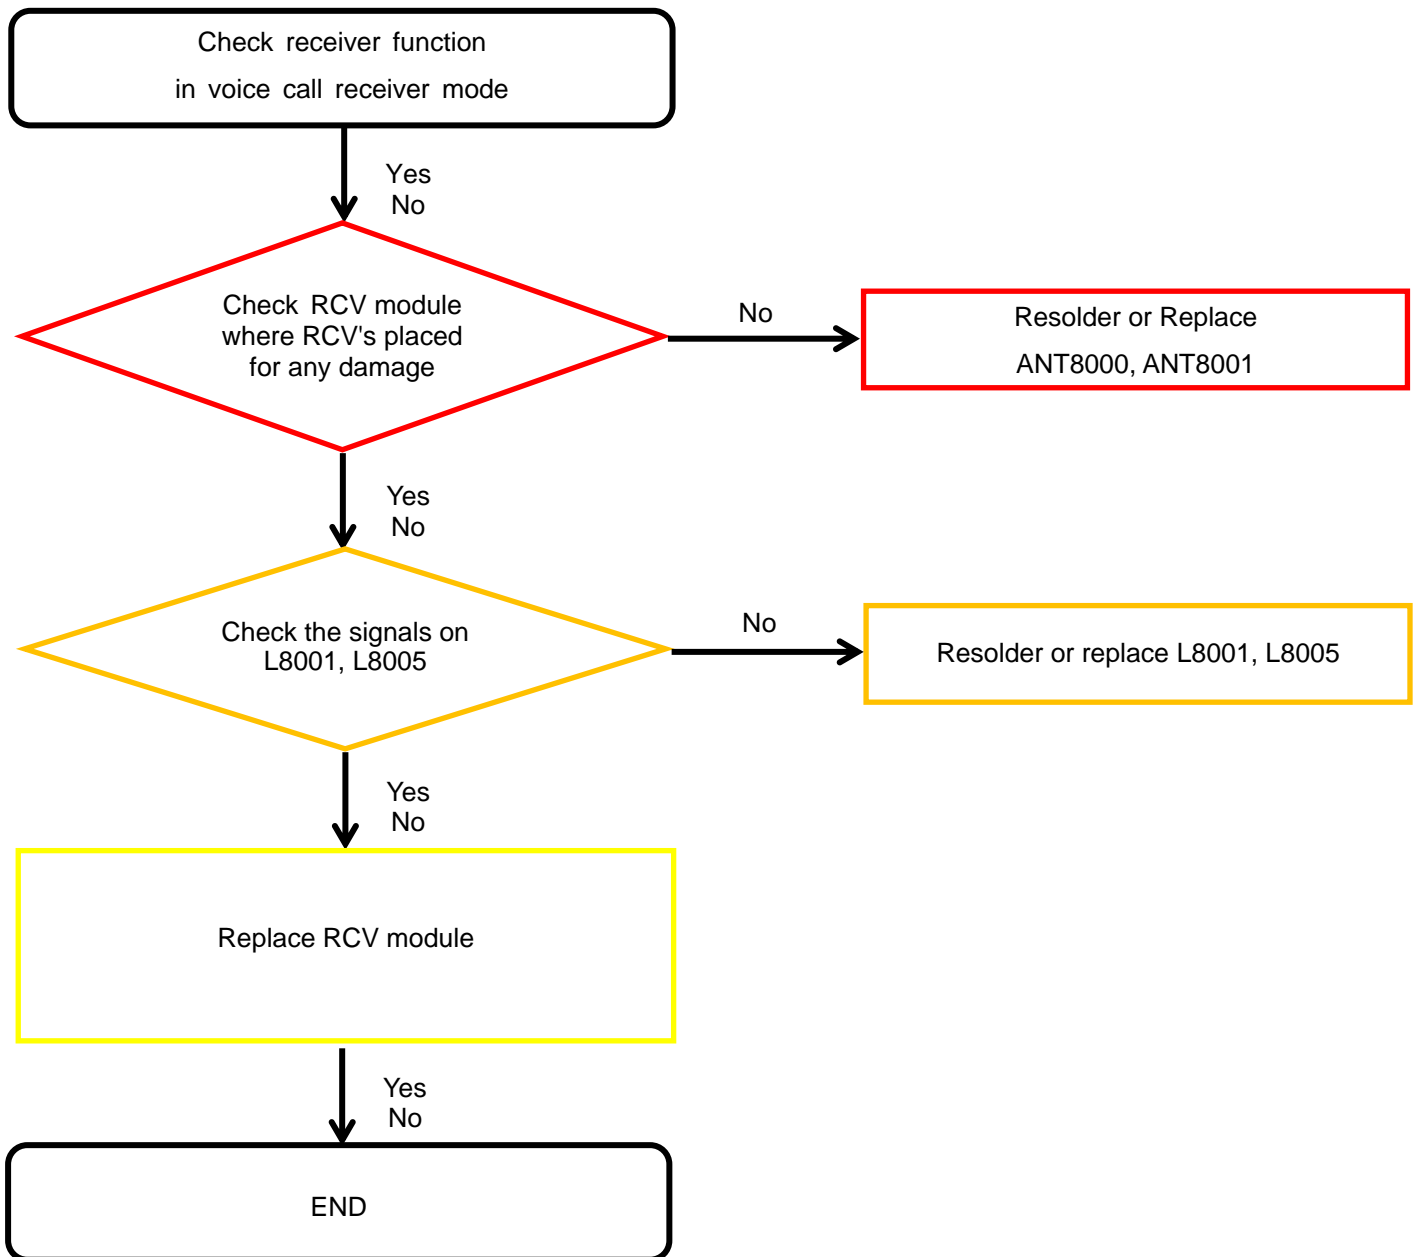 Check receiver function
in voice call receiver mode
Yes
No
Check RCV module
where RCV's placed
for any damage
No
Resolder or Replace
ANT8000, ANT8001
Yes
No
Check the signals on
L8001, L8005
No
Resolder or replace L8001, L8005
Yes
No
Replace RCV module
Yes
No
END